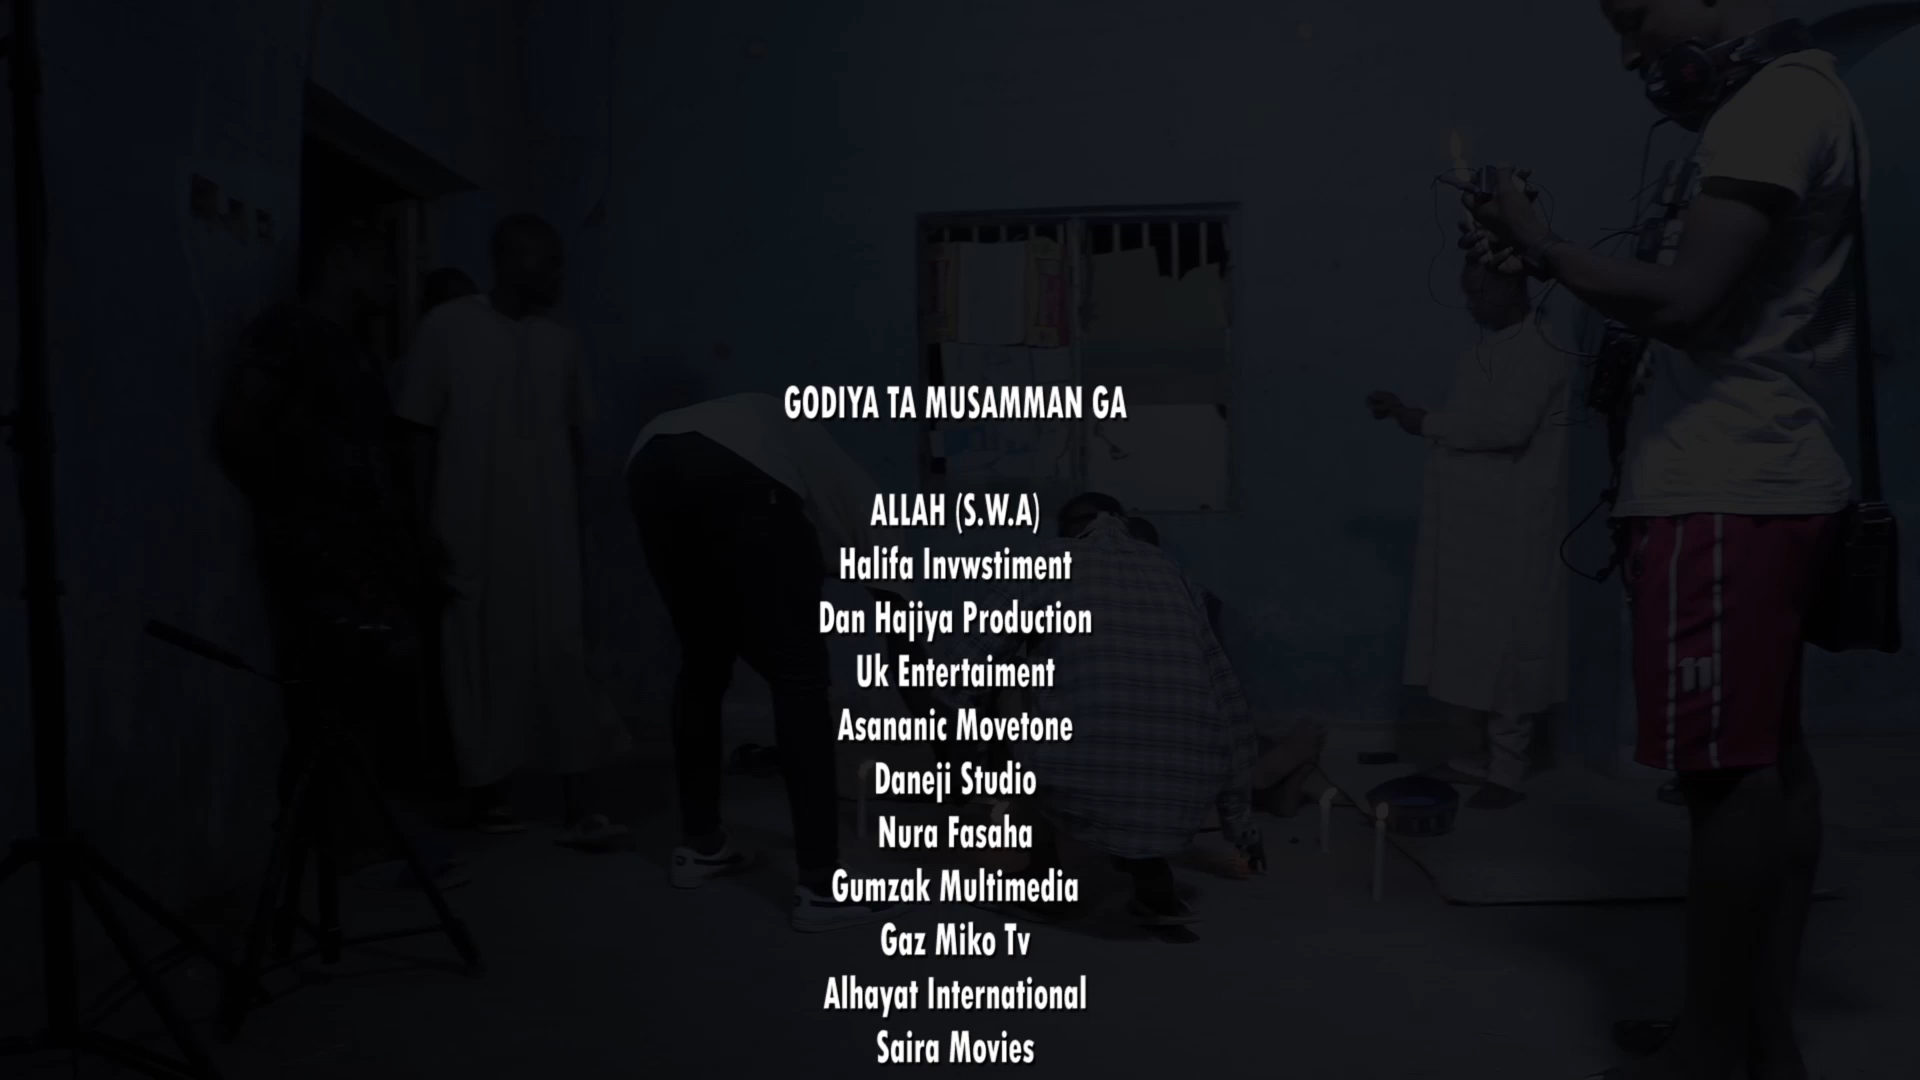 GODIYA TA MUSAMMAN GA
ALLAH (S.W.A)
Halifa Invwstiment
Dan Hajiya Production
Uk Entertaiment
Asananic Movetone
Daneji Studio
Nura Fasaha
Gumzak Multimedia
Gaz Miko Tv
Alhayat International
Saira Movies